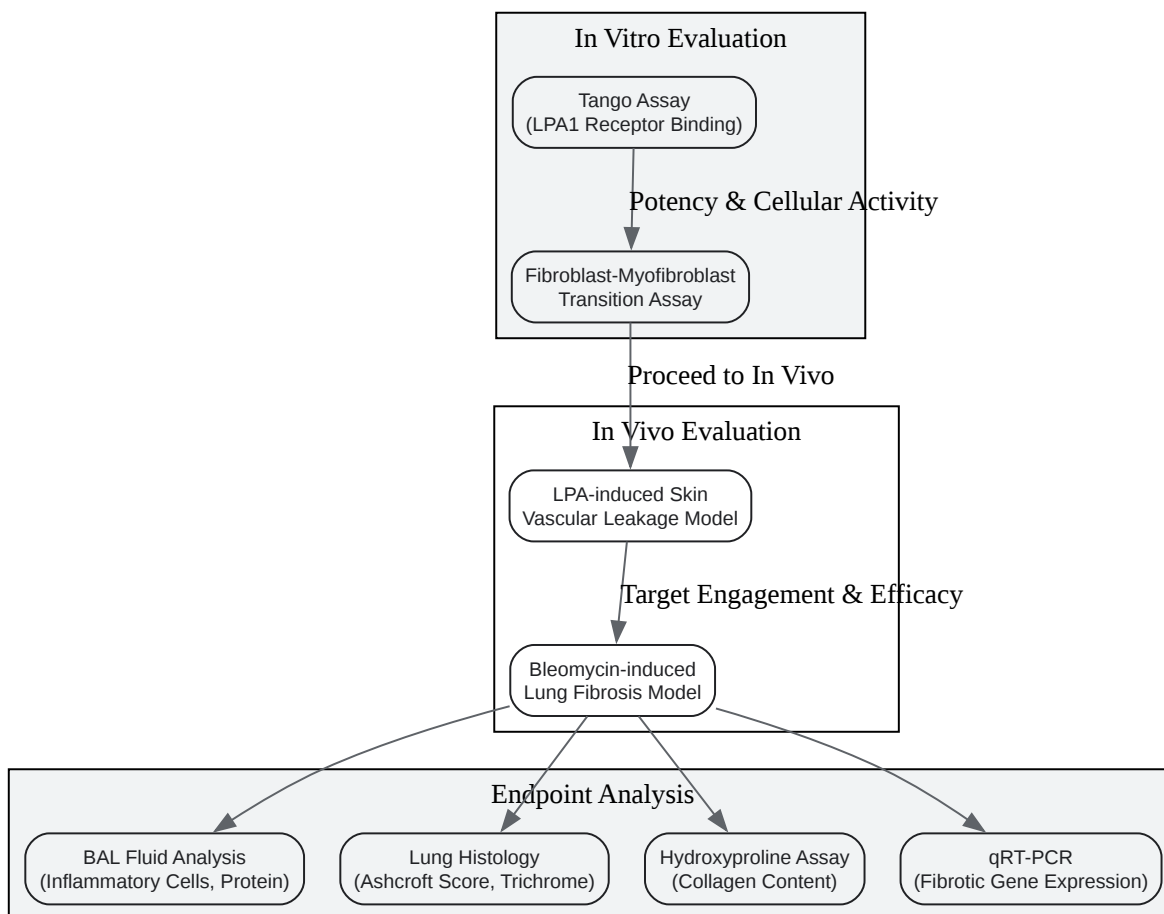 In Vitro Evaluation
Tango Assay
(LPA1 Receptor Binding)
Potency & Cellular Activity
Fibroblast-Myofibroblast
Transition Assay
Proceed to In Vivo
In Vivo Evaluation
LPA-induced Skin
Vascular Leakage Model
Target Engagement & Efficacy
Bleomycin-induced
Lung Fibrosis Model
Endpoint Analysis
BAL Fluid Analysis
(Inflammatory Cells, Protein)
Lung Histology
(Ashcroft Score, Trichrome)
Hydroxyproline Assay
(Collagen Content)
qRT-PCR
(Fibrotic Gene Expression)